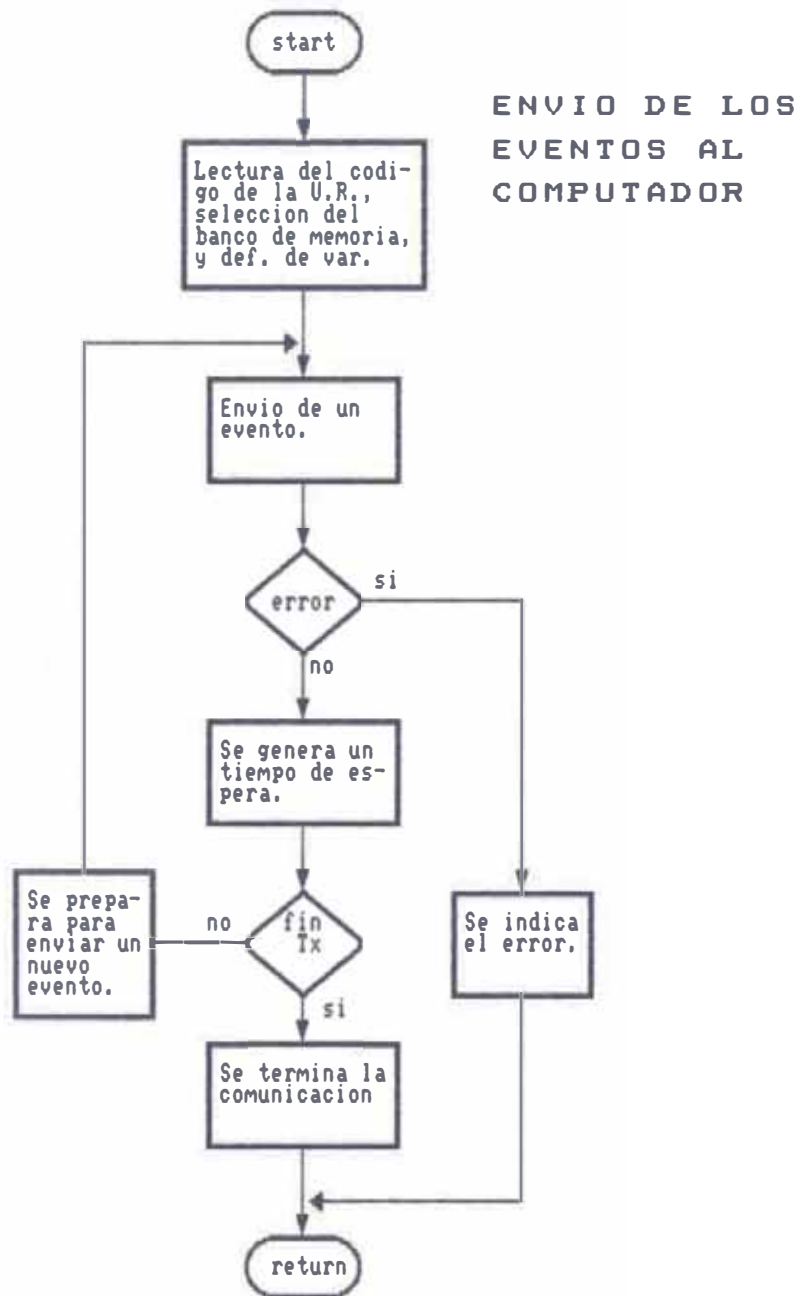 start
ENVIO DE LOS
EVENTOS AL
COMPUTADOR
Lectura del codi-
go de la U.R.,
seleccion del
banco de memoria,
y def. de var.
Envio de un
evento.
error
si
no
Se genera un
tiempo de es-
pera.
fin
Tx
no
si
Se prepa-
ra para
enviar un
nuevo
evento.
Se indica
el error.
Se termina la
comunicacion
return